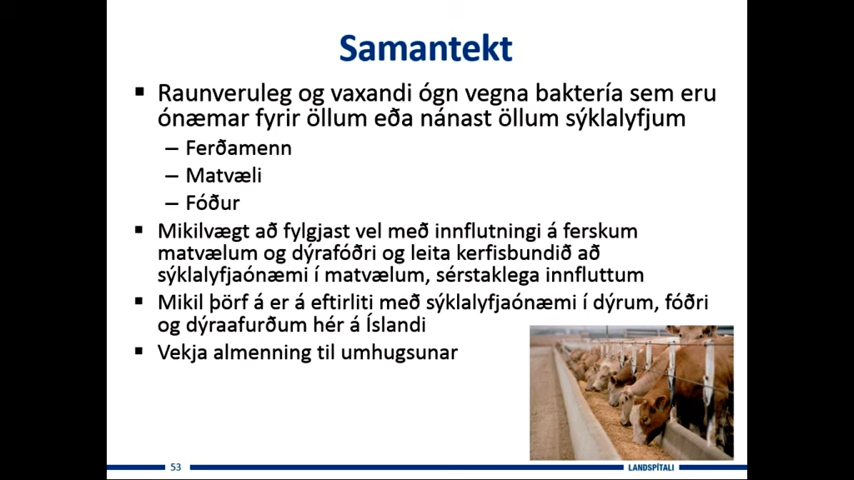 Samantekt
▪ Raunveruleg og vaxandi ógn vegna baktería sem eru
ónæmar fyrir öllum eða nánast öllum sýklalyfjum
– Ferðamenn
– Matvæli
– Fóður
▪ Mikilvægt að fylgjast vel með innflutningi á ferskum
matvælum og dýrafóðri og leita kerfisbundið að
sýklalyfjaónæmi í matvælum, sérstaklega innfluttum
▪ Mikil þörf á er á eftirliti með sýklalyfjaónæmi í dýrum, fóðri
og dýraafurðum hér á Íslandi
▪ Vekja almenning til umhugsunar
53
LANDSPÍTALI